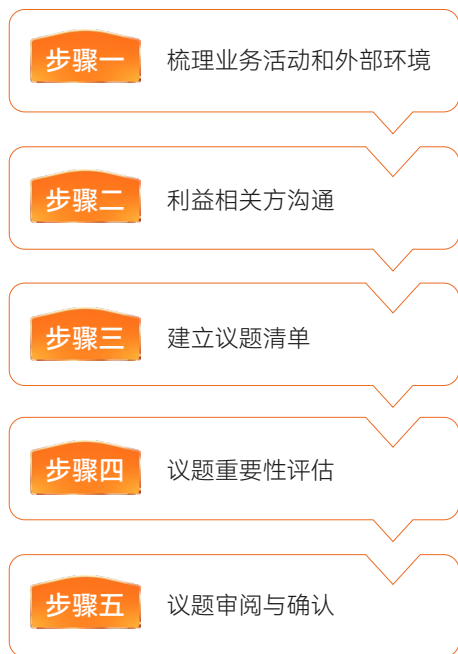 步骤一 梳理业务活动和外部环境
步骤二 利益相关方沟通
步骤三 建立议题清单
步骤四 议题重要性评估
步骤五 议题审阅与确认